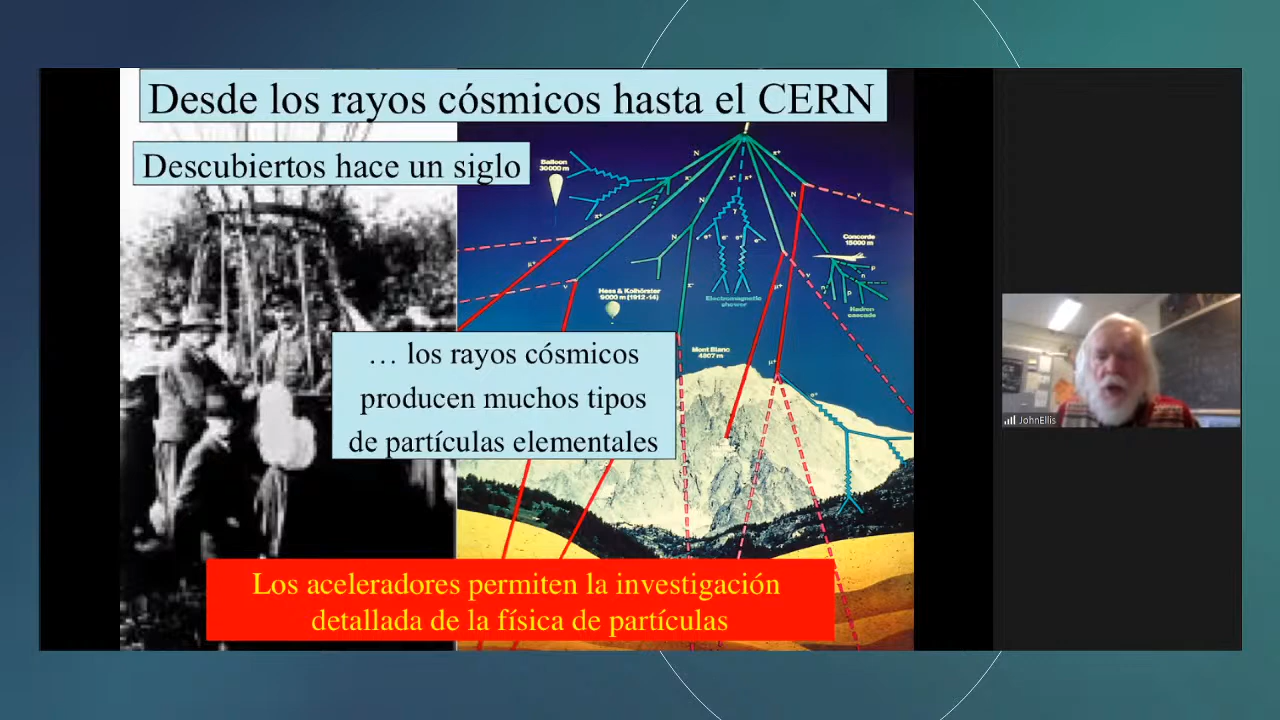 Desde los rayos cósmicos hasta el CERN
Descubiertos hace un siglo
Balloon
30000 m
N
π+
N
N
N
ν
μ+
ν
γ
e+
e-
e+
e-
Concorde
15000 m
p
n
p
n
Hess & Kolhörster
9000 m (1912-14)
Electromagnetic
shower
Hadron
cascade
Mont Blanc
4807 m
… los rayos cósmicos
producen muchos tipos
de partículas elementales
Los aceleradores permiten la investigación
detallada de la física de partículas
JohnEllis